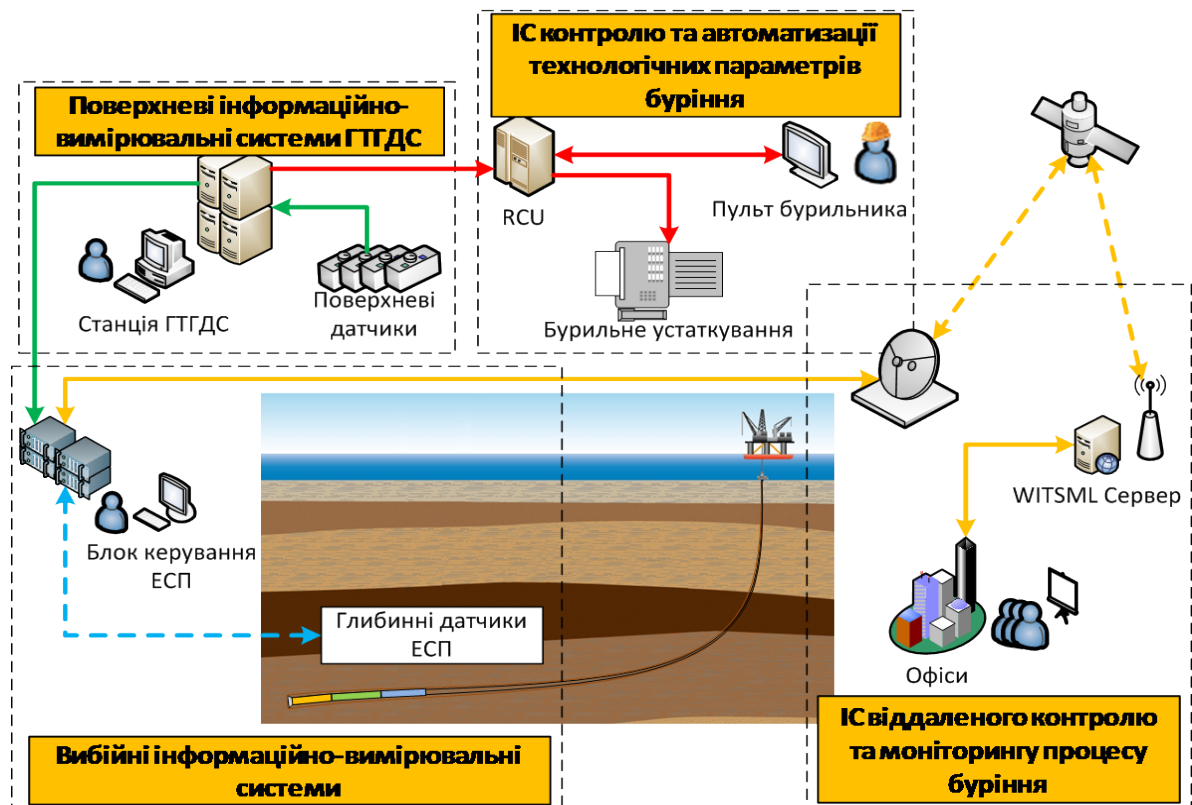 ІС контролю та автоматизації
технологічних параметрів
буріння
Поверхневі інформаційно-
вимірювальні системи ГТГДС
RCU
Пульт бурильника
Станція ГТГДС
Поверхневі
датчики
Бурильне устаткування
Блок керування
ЕСП
WITSML Сервер
Глибинні датчики
ЕСП
Офіси
Вибійні інформаційно-вимірювальні
системи
ІС віддаленого контролю
та моніторингу процесу
буріння